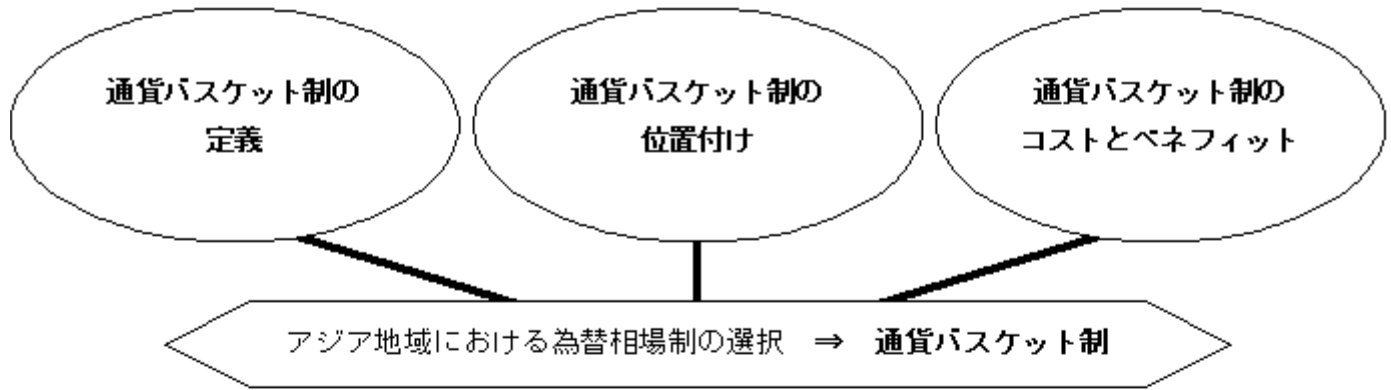 通貨バスケット制の
定義
通貨バスケット制の
位置付け
通貨バスケット制の
コストとベネフィット
アジア地域における為替相場制の選択　⇒　通貨バスケット制